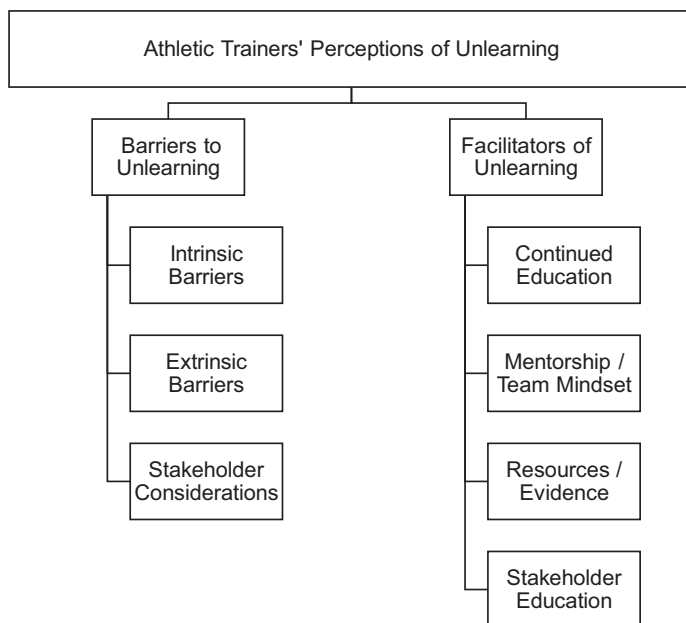 Athletic Trainers' Perceptions of Unlearning
Barriers to
Unlearning
Intrinsic
Barriers
Extrinsic
Barriers
Stakeholder
Considerations
Facilitators of
Unlearning
Continued
Education
Mentorship /
Team Mindset
Resources /
Evidence
Stakeholder
Education